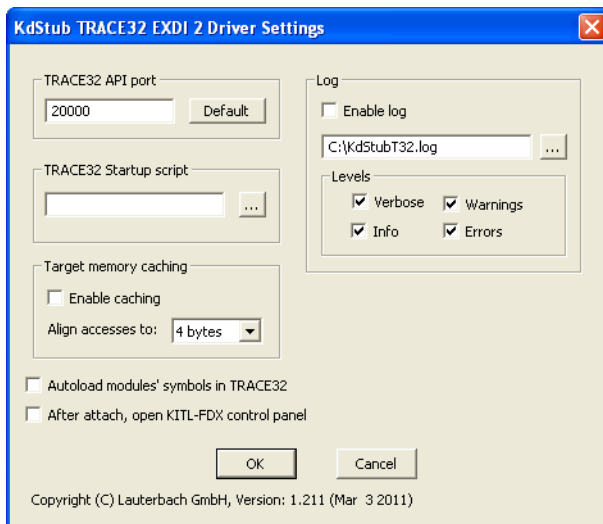 KdStub TRACE32 EXDI 2 Driver Settings
TRACE32 API port
20000
Default
TRACE32 Startup script
...
Target memory caching
Enable caching
Align accesses to:
4 bytes
Log
Enable log
C:\KdStubT32.log
...
Levels
Verbose
Warnings
Info
Errors
Autoload modules' symbols in TRACE32
After attach, open KITL-FDX control panel
OK
Cancel
Copyright (C) Lauterbach GmbH, Version: 1.211 (Mar  3 2011)